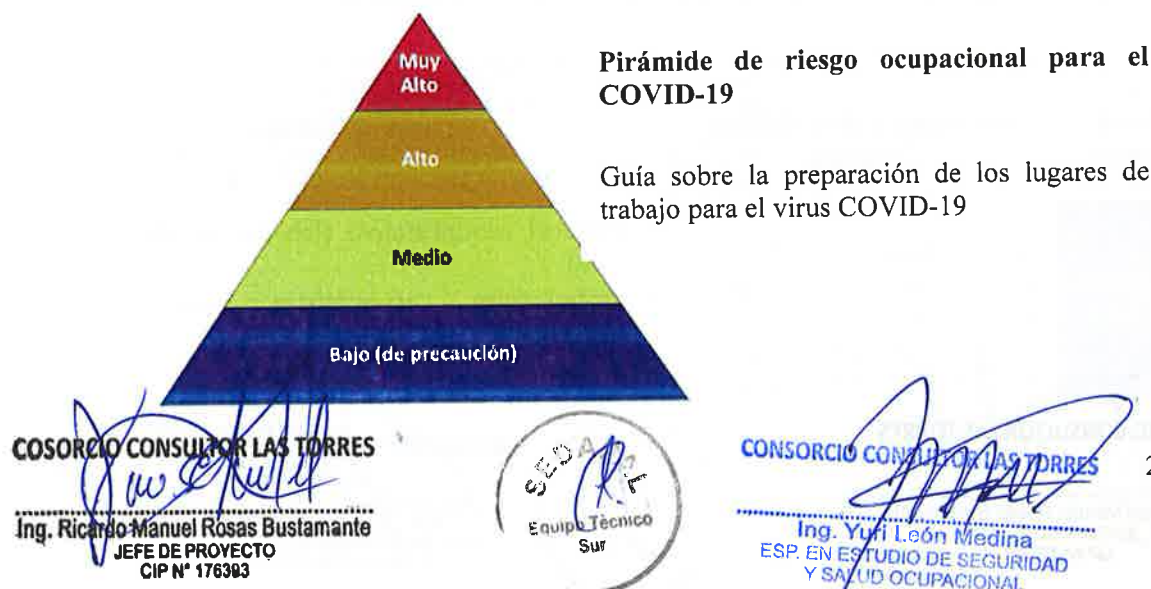 Muy
Alto
Alto
Medio
Bajo (de precaución)
Pirámide de riesgo ocupacional para el
COVID-19
Guía sobre la preparación de los lugares de
trabajo para el virus COVID-19
COSORCIO CONSULTOR LAS TORRES
Ing. Ricardo Manuel Rosas Bustamante
JEFE DE PROYECTO
CIP N° 176393
Equipo Tècnico
Sur
CONSORCIO CONSULTOR LAS TORRES
Ing. Yuri León Medina
ESP. EN ESTUDIO DE SEGURIDAD
Y SALUD OCUPACIONAL
2